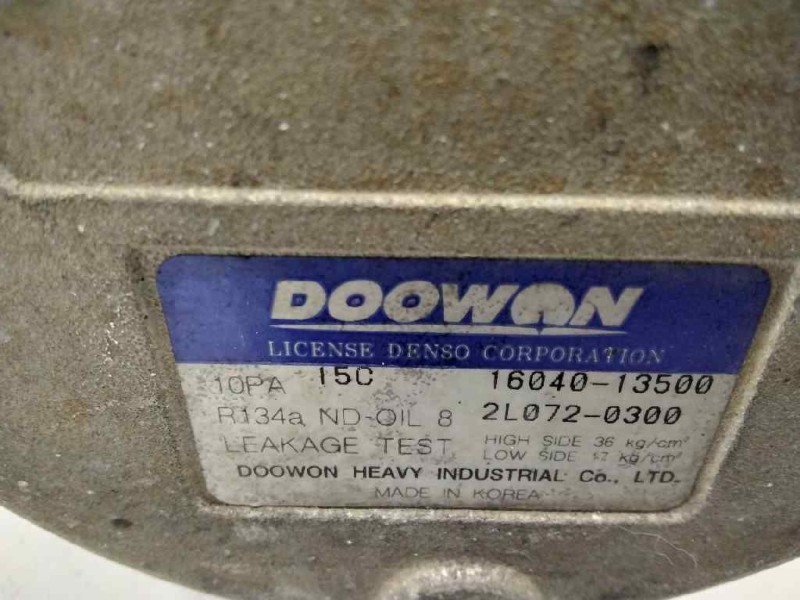 DOOWON
LICENSE DENSO CORPORATION
10PA 15C 16040-13500
R134a ND-OIL 8 2L072-0300
LEAKAGE TEST HIGH SIDE 36 kg/cm²
LOW SIDE kg/cm²
DOOWON HEAVY INDUSTRIAL Co., LTD.
MADE IN KOREA